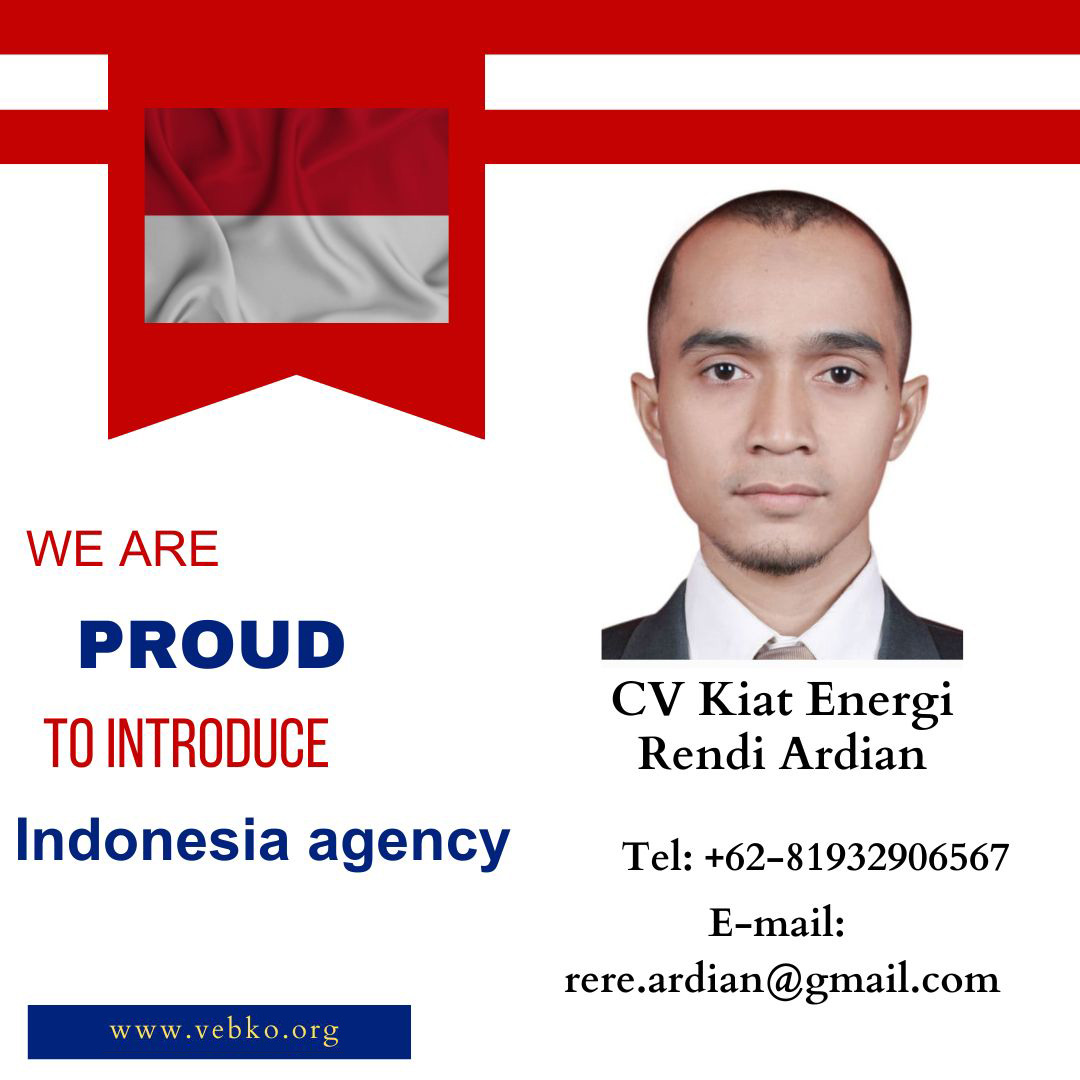 WE ARE
PROUD
TO INTRODUCE
Indonesia agency
www.vebko.org
CV Kiat Energi
Rendi Ardian
Tel: +62-81932906567
E-mail:
rere.ardian@gmail.com